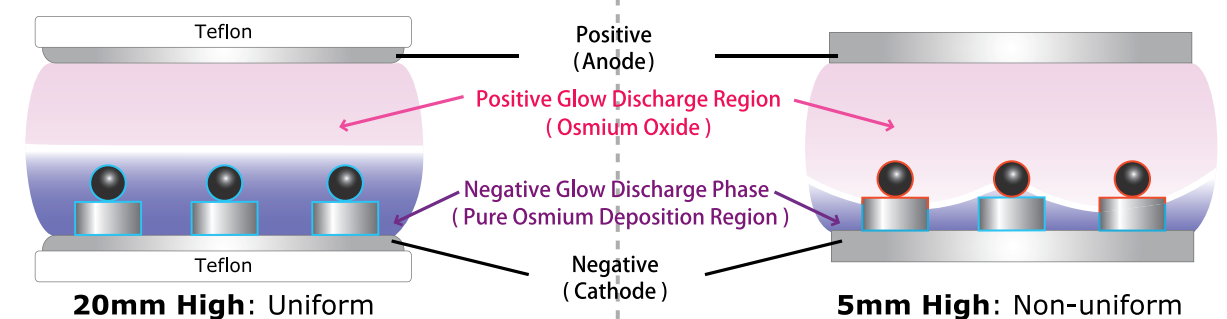 Teflon
Positive
( Anode )
Positive Glow Discharge Region
( Osmium Oxide )
Negative Glow Discharge Phase
( Pure Osmium Deposition Region )
Teflon
Negative
( Cathode )
20mm High: Uniform
5mm High: Non-uniform